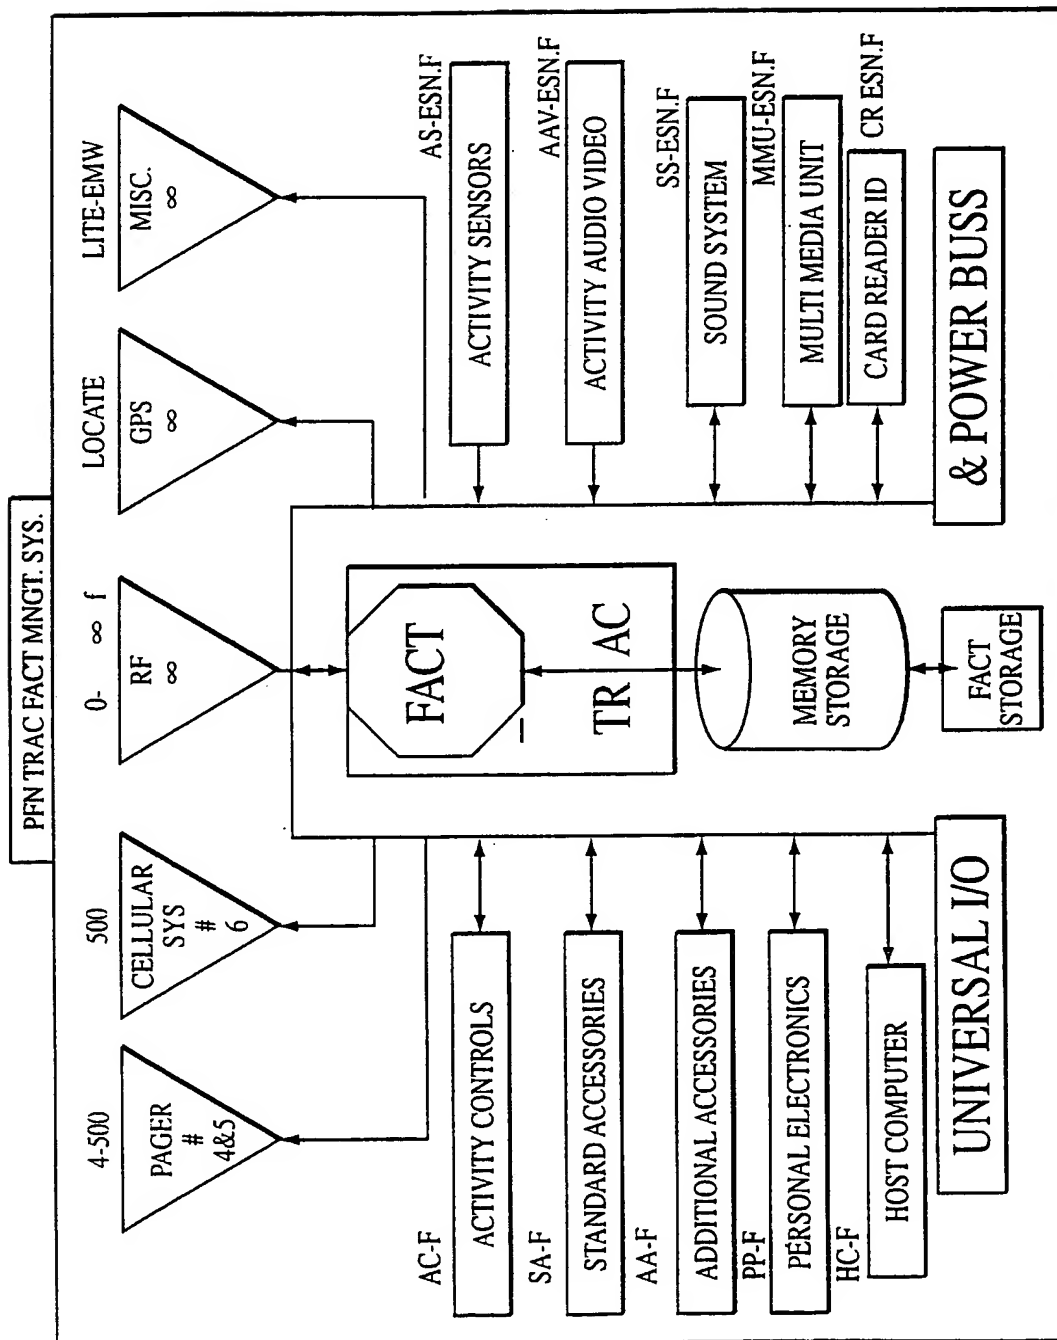 PFN TRAC FACT MNGT. SYS.
4-500
PAGER
#
4&5
500
CELLULAR
SYS
#
6
0- ∞ f
RF
∞
LOCATE
GPS
∞
LITE-EMW
MISC.
∞
AC-F
ACTIVITY CONTROLS
SA-F
STANDARD ACCESSORIES
AA-F
ADDITIONAL ACCESSORIES
PP-F
PERSONAL ELECTRONICS
HC-F
HOST COMPUTER
UNIVERSAL I/O
FACT
TR AC
MEMORY
STORAGE
FACT
STORAGE
AS-ESN.F
ACTIVITY SENSORS
AAV-ESN.F
ACTIVITY AUDIO VIDEO
SS-ESN.F
SOUND SYSTEM
MMU-ESN.F
MULTI MEDIA UNIT
CR ESN.F
CARD READER ID
& POWER BUSS